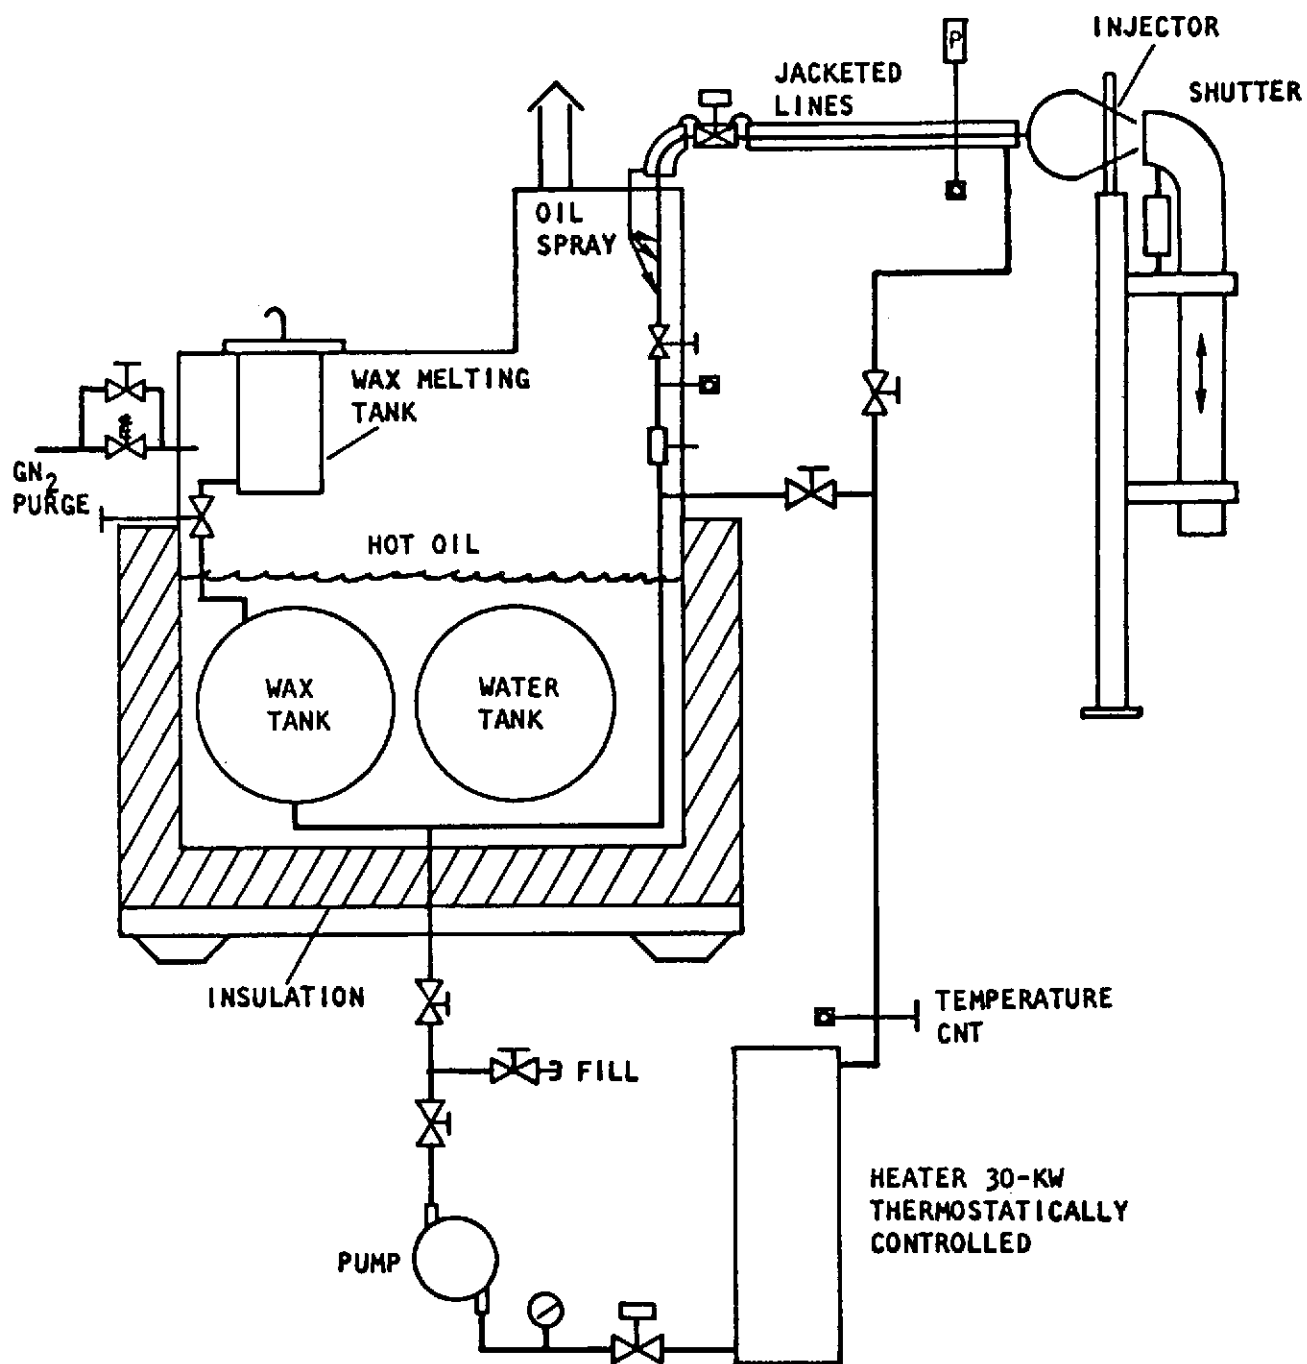 INJECTOR
P
JACKETED
LINES
SHUTTER
OIL
SPRAY
WAX MELTING
TANK
GN2
PURGE
HOT OIL
WAX
TANK
WATER
TANK
INSULATION
TEMPERATURE
CNT
FILL
HEATER 30-KW
THERMOSTATICALLY
CONTROLLED
PUMP